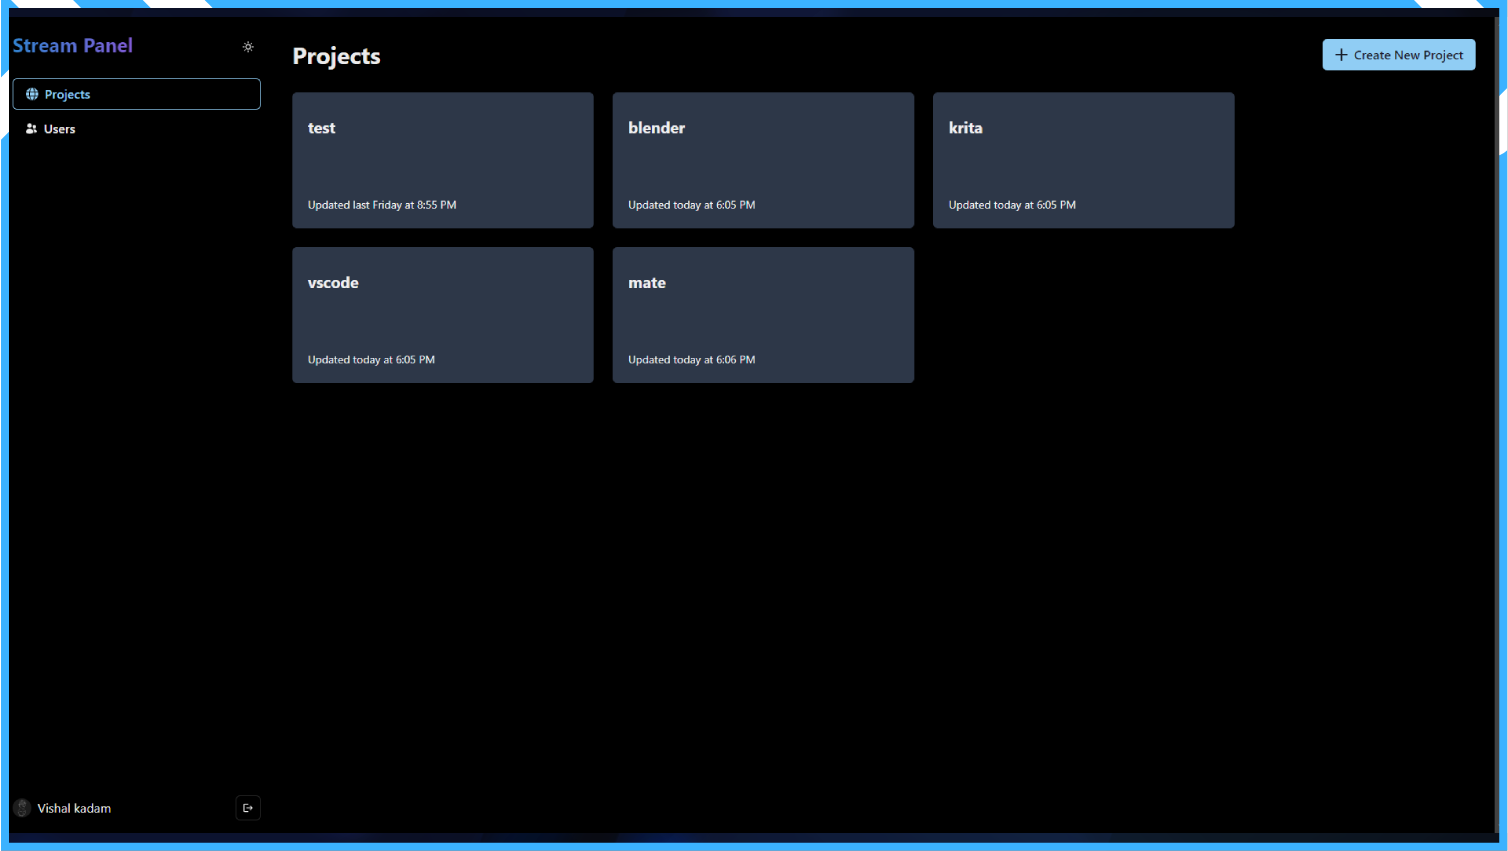 Stream Panel
Projects
Users
Projects
Create New Project
test
Updated last Friday at 8:55 PM
blender
Updated today at 6:05 PM
krita
Updated today at 6:05 PM
vscode
Updated today at 6:05 PM
mate
Updated today at 6:06 PM
Vishal kadam